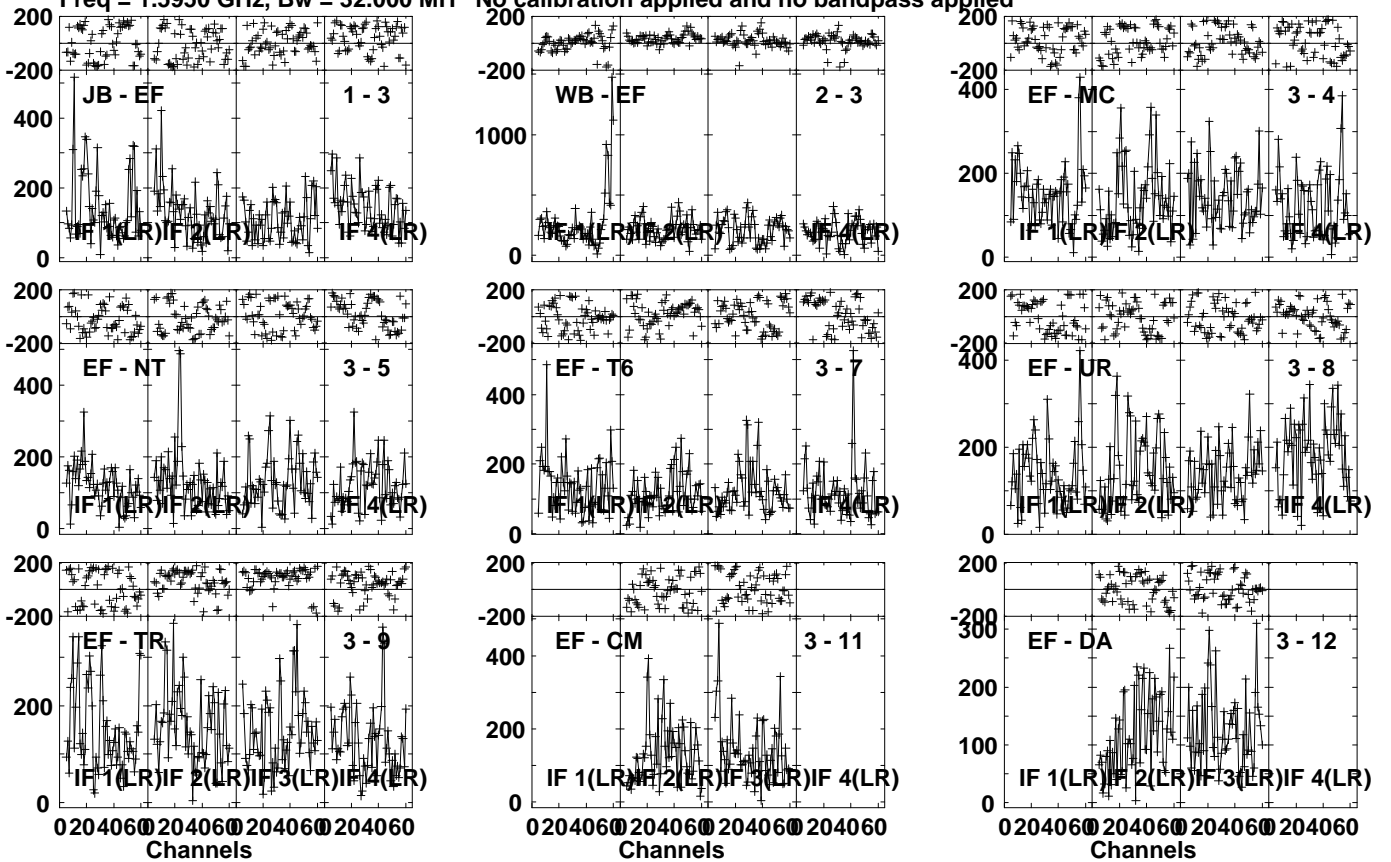 Freq = 1.5950 GHz, Bw = 32.000 MH No calibration applied and no bandpass applied
200
-200
JB - EF 1 - 3
400
200
0
IF 1(LR) IF 2(LR) IF 4(LR)
200
-200
WB - EF 2 - 3
1000
0
IF 1(LR) IF 2(LR) IF 4(LR)
200
-200
EF - MC 3 - 4
400
200
0
IF 1(LR) IF 2(LR) IF 4(LR)
200
-200
EF - NT 3 - 5
400
200
0
IF 1(LR) IF 2(LR) IF 4(LR)
200
-200
EF - T6 3 - 7
400
200
0
IF 1(LR) IF 2(LR) IF 4(LR)
200
-200
EF - UR 3 - 8
400
200
0
IF 1(LR) IF 2(LR) IF 4(LR)
200
-200
EF - TR 3 - 9
200
0
IF 1(LR) IF 2(LR) IF 3(LR) IF 4(LR)
0 20 40 60 0 20 40 60 0 20 40 60 0 20 40 60
Channels
200
-200
EF - CM 3 - 11
400
200
0
IF 1(LR) IF 2(LR) IF 3(LR) IF 4(LR)
0 20 40 60 0 20 40 60 0 20 40 60 0 20 40 60
Channels
200
-200
EF - DA 3 - 12
300
200
100
0
IF 1(LR) IF 2(LR) IF 3(LR) IF 4(LR)
0 20 40 60 0 20 40 60 0 20 40 60 0 20 40 60
Channels